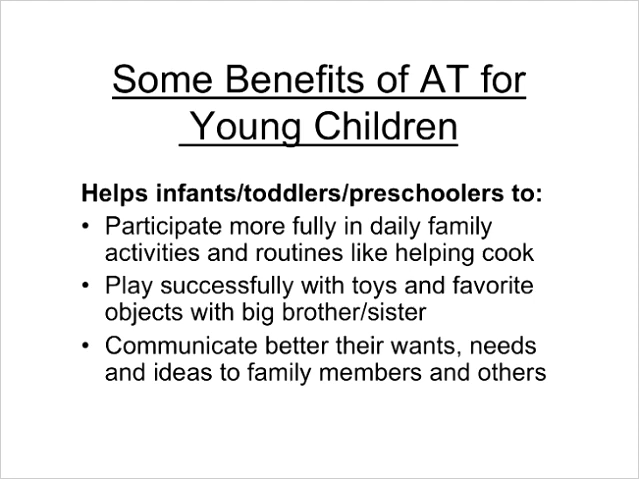 Some Benefits of AT for
Young Children
Helps infants/toddlers/preschoolers to:
• Participate more fully in daily family
activities and routines like helping cook
• Play successfully with toys and favorite
objects with big brother/sister
• Communicate better their wants, needs
and ideas to family members and others